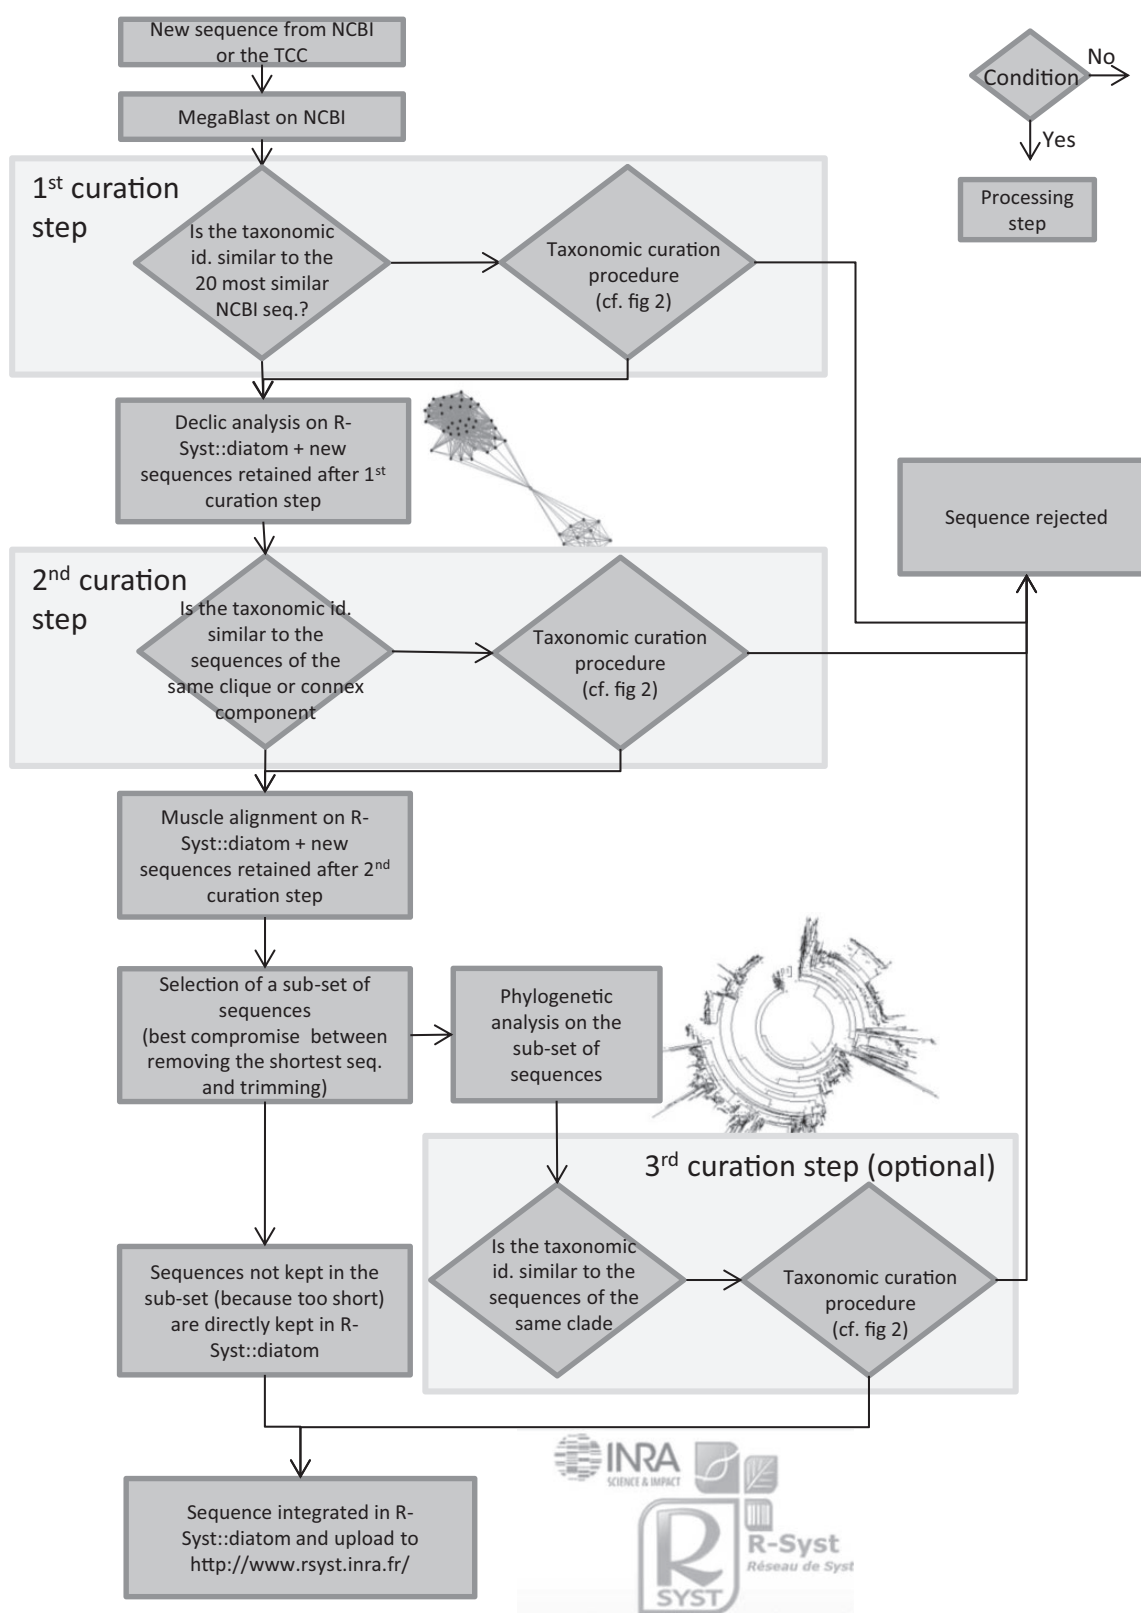 New sequence from NCBI
or the TCC
MegaBlast on NCBI
Condition
No
Yes
Processing
step
1st curation
step
Is the taxonomic
id. similar to the
20 most similar
NCBI seq.?
Taxonomic curation
procedure
(cf. fig 2)
Declic analysis on R-
Syst::diatom + new
sequences retained after 1st
curation step
Sequence rejected
2nd curation
step
Is the taxonomic id.
similar to the
sequences of the
same clique or connex
component
Taxonomic curation
procedure
(cf. fig 2)
Muscle alignment on R-
Syst::diatom + new
sequences retained after 2nd
curation step
Selection of a sub-set of
sequences
(best compromise between
removing the shortest seq.
and trimming)
Phylogenetic
analysis on the
sub-set of
sequences
3rd curation step (optional)
Is the taxonomic
id. similar to the
sequences of the
same clade
Taxonomic curation
procedure
(cf. fig 2)
Sequences not kept in the
sub-set (because too short)
are directly kept in R-
Syst::diatom
Sequence integrated in R-
Syst::diatom and upload to
http://www.rsyst.inra.fr/
INRA
SCIENCE & IMPACT
R
SYST
R-Syst
Réseau de Syst